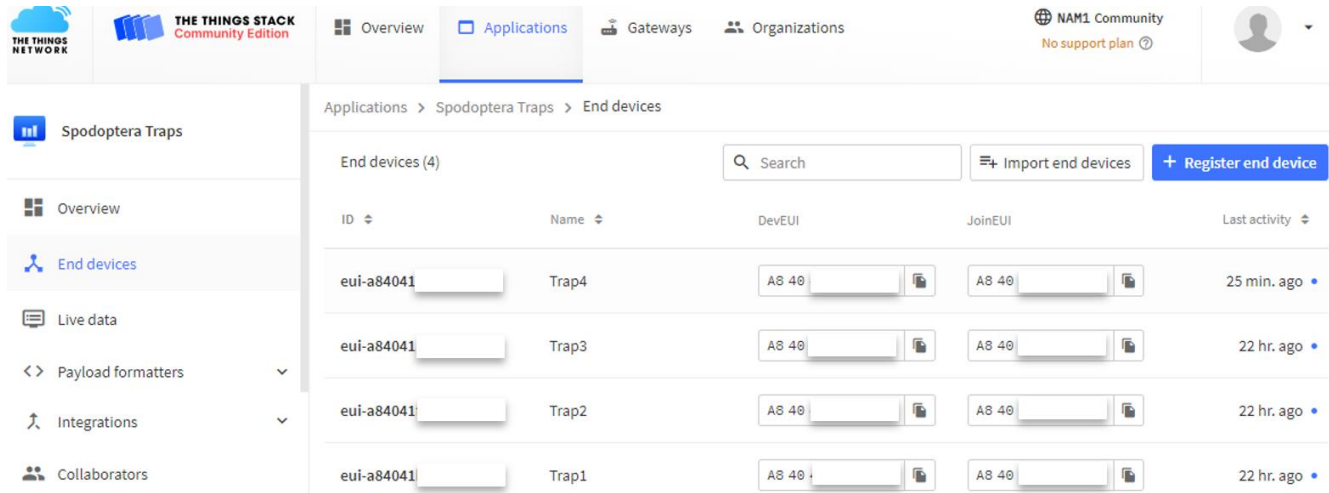 THE THINGS
NETWORK
THE THINGS STACK
Community Edition
Overview
Applications
Gateways
Organizations
NAM1 Community
No support plan
Spodoptera Traps
Overview
End devices
Live data
Payload formatters
Integrations
Collaborators
Applications > Spodoptera Traps > End devices
End devices (4)
Search
Import end devices
+ Register end device
ID Name DevEUI JoinEUI Last activity
eui-a84041 Trap4 A8 40 A8 40 25 min. ago
eui-a84041 Trap3 A8 40 A8 40 22 hr. ago
eui-a84041 Trap2 A8 40 A8 40 22 hr. ago
eui-a84041 Trap1 A8 40 A8 40 22 hr. ago